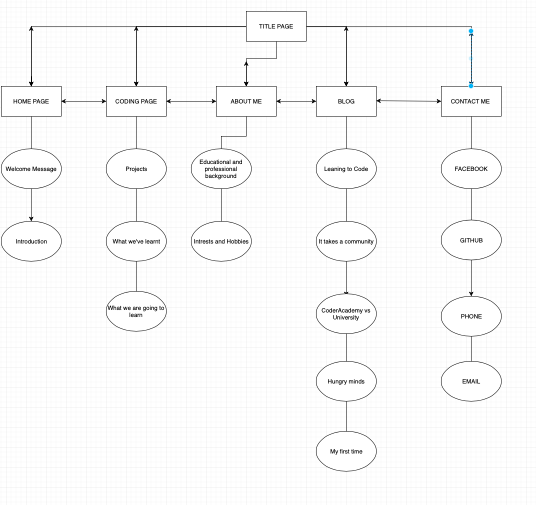 TITLE PAGE
HOME PAGE
CODING PAGE
ABOUT ME
BLOG
CONTACT ME
Welcome Message
Projects
Educational and
professional
background
Leaning to Code
FACEBOOK
Introduction
What we've learnt
Intrests and Hobbies
It takes a community
GITHUB
What we are going to
learn
CoderAcademy vs
University
PHONE
Hungry minds
EMAIL
My first time